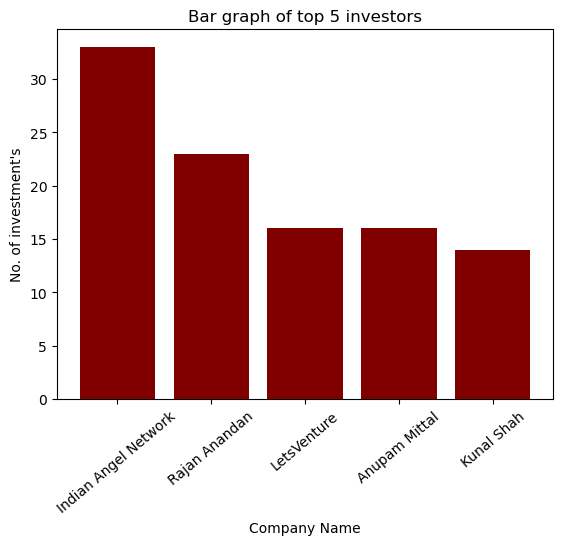 Bar graph of top 5 investors
No. of investment's
30
25
20
15
10
5
0
Indian Angel Network
Rajan Anandan
LetsVenture
Anupam Mittal
Kunal Shah
Company Name